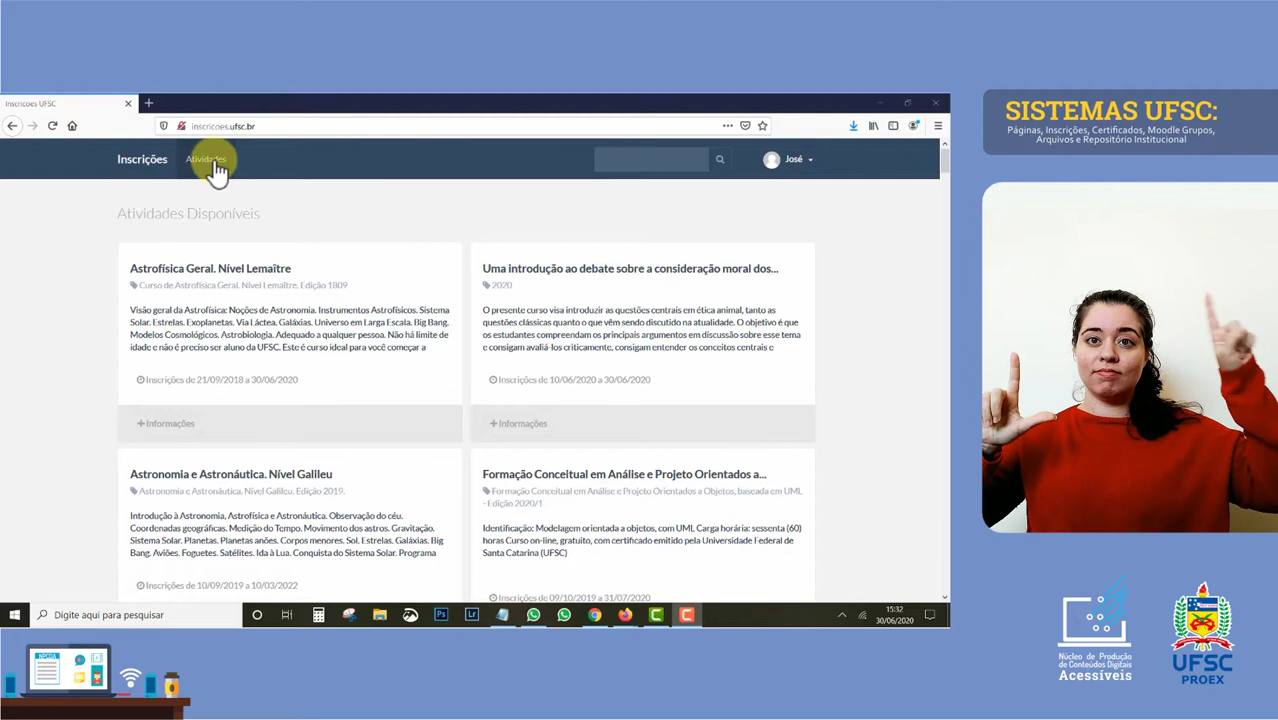 Inscricoes UFSC
inscricoes.ufsc.br
Inscrições
Atividades
José
Atividades Disponíveis
Astrofísica Geral. Nível Lemaître
Curso de Astrofísica Geral. Nível Lemaître. Edição 1809
Visão geral da Astrofísica: Noções de Astronomia. Instrumentos Astrofísicos. Sistema
Solar. Estrelas. Exoplanetas. Via Láctea. Galáxias. Universo em Larga Escala. Big Bang.
Modelos Cosmológicos. Astrobiologia. Adequado a qualquer pessoa. Não há limite de
idade e não é preciso ser aluno da UFSC. Este é curso ideal para você começar a
Inscrições de 21/09/2018 a 30/06/2020
+Informações
Uma introdução ao debate sobre a consideração moral dos...
2020
O presente curso visa introduzir as questões centrais em ética animal, tanto as
questões clássicas quanto o que vêm sendo discutido na atualidade. O objetivo é que
os estudantes compreendam os principais argumentos em discussão sobre esse tema
e consigam avaliá-los criticamente, consigam entender os conceitos centrais e
Inscrições de 10/06/2020 a 30/06/2020
+Informações
Astronomia e Astronáutica. Nível Galileu
Astronomia e Astronáutica. Nível Galileu. Edição 2019.
Introdução à Astronomia, Astrofísica e Astronáutica. Observação do céu.
Coordenadas geográficas. Medição do Tempo. Movimento dos astros. Gravitação.
Sistema Solar. Planetas. Planetas anões. Corpos menores. Sol. Estrelas. Galáxias. Big
Bang. Aviões. Foguetes. Satélites. Ida à Lua. Conquista do Sistema Solar. Programa
Inscrições de 10/09/2019 a 10/03/2022
Formação Conceitual em Análise e Projeto Orientados a...
Formação Conceitual em Análise e Projeto Orientados a Objetos, baseada em UML
- Edição 2020/1
Identificação: Modelagem orientada a objetos, com UML Carga horária: sessenta (60)
horas Curso on-line, gratuito, com certificado emitido pela Universidade Federal de
Santa Catarina (UFSC)
Inscrições de 09/10/2019 a 31/07/2020
Digite aqui para pesquisar
Ps
Lr
15:32
30/06/2020
SISTEMAS UFSC:
Páginas, Inscrições, Certificados, Moodle Grupos,
Arquivos e Repositório Institucional
NPCDA
Núcleo de Produção
de Conteúdos Digitais
Acessíveis
UFSC
PROEX